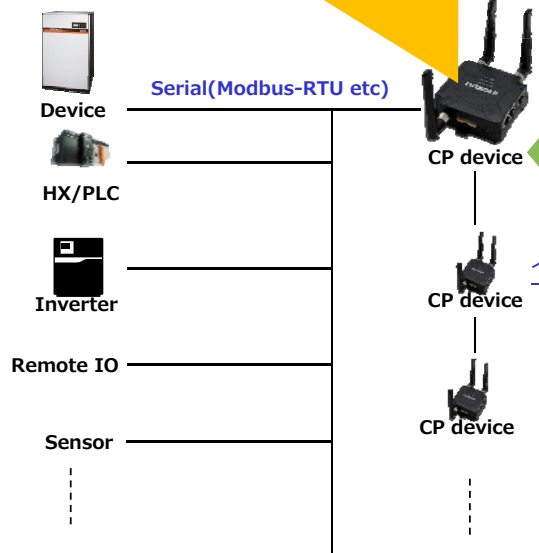 Serial(Modbus-RTU etc)
Device
CP device
HX/PLC
Inverter
CP device
Remote IO
CP device
Sensor